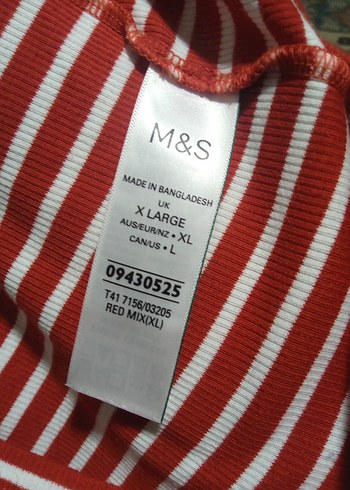 M&S
MADE IN BANGLADESH
UK
X LARGE
AUS/EUR/NZ • XL
CAN/US • L
09430525
T41 7156/03205
RED MIX(XL)